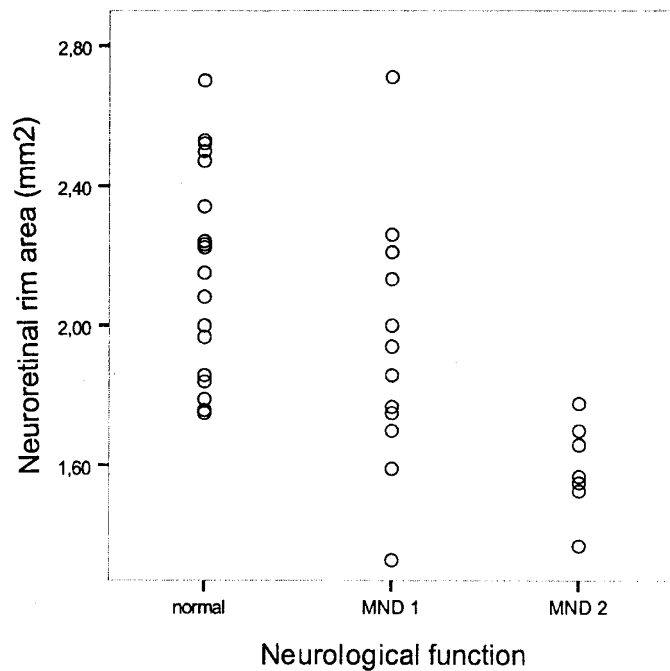 Neuroretinal rim area (mm2)
2,80
2,40
2,00
1,60
normal
MND 1
MND 2
Neurological function